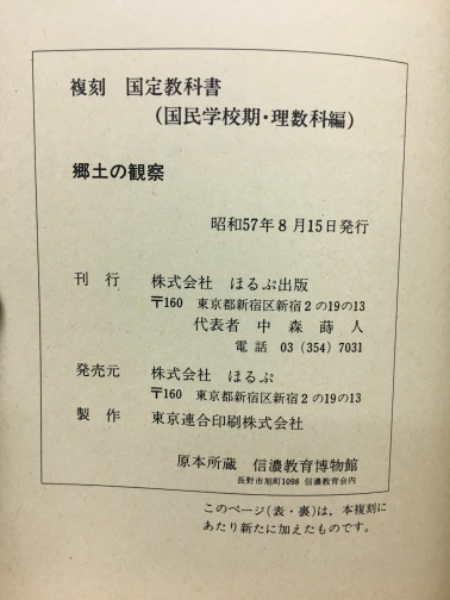 複刻 国定教科書
(国民学校期・理数科編)
郷土の観察
昭和57年8月15日発行
刊行 株式会社 ほるぷ出版
〒160 東京都新宿区新宿2の19の13
代表者 中森蒔人
電話 03(354)7031
発売元 株式会社 ほるぷ
〒160 東京都新宿区新宿2の19の13
製作 東京連合印刷株式会社
原本所蔵 信濃教育博物館
長野市旭町1098 信濃教育会内
このページ(表・裏)は、本複刻に
あたり新たに加えたものです。